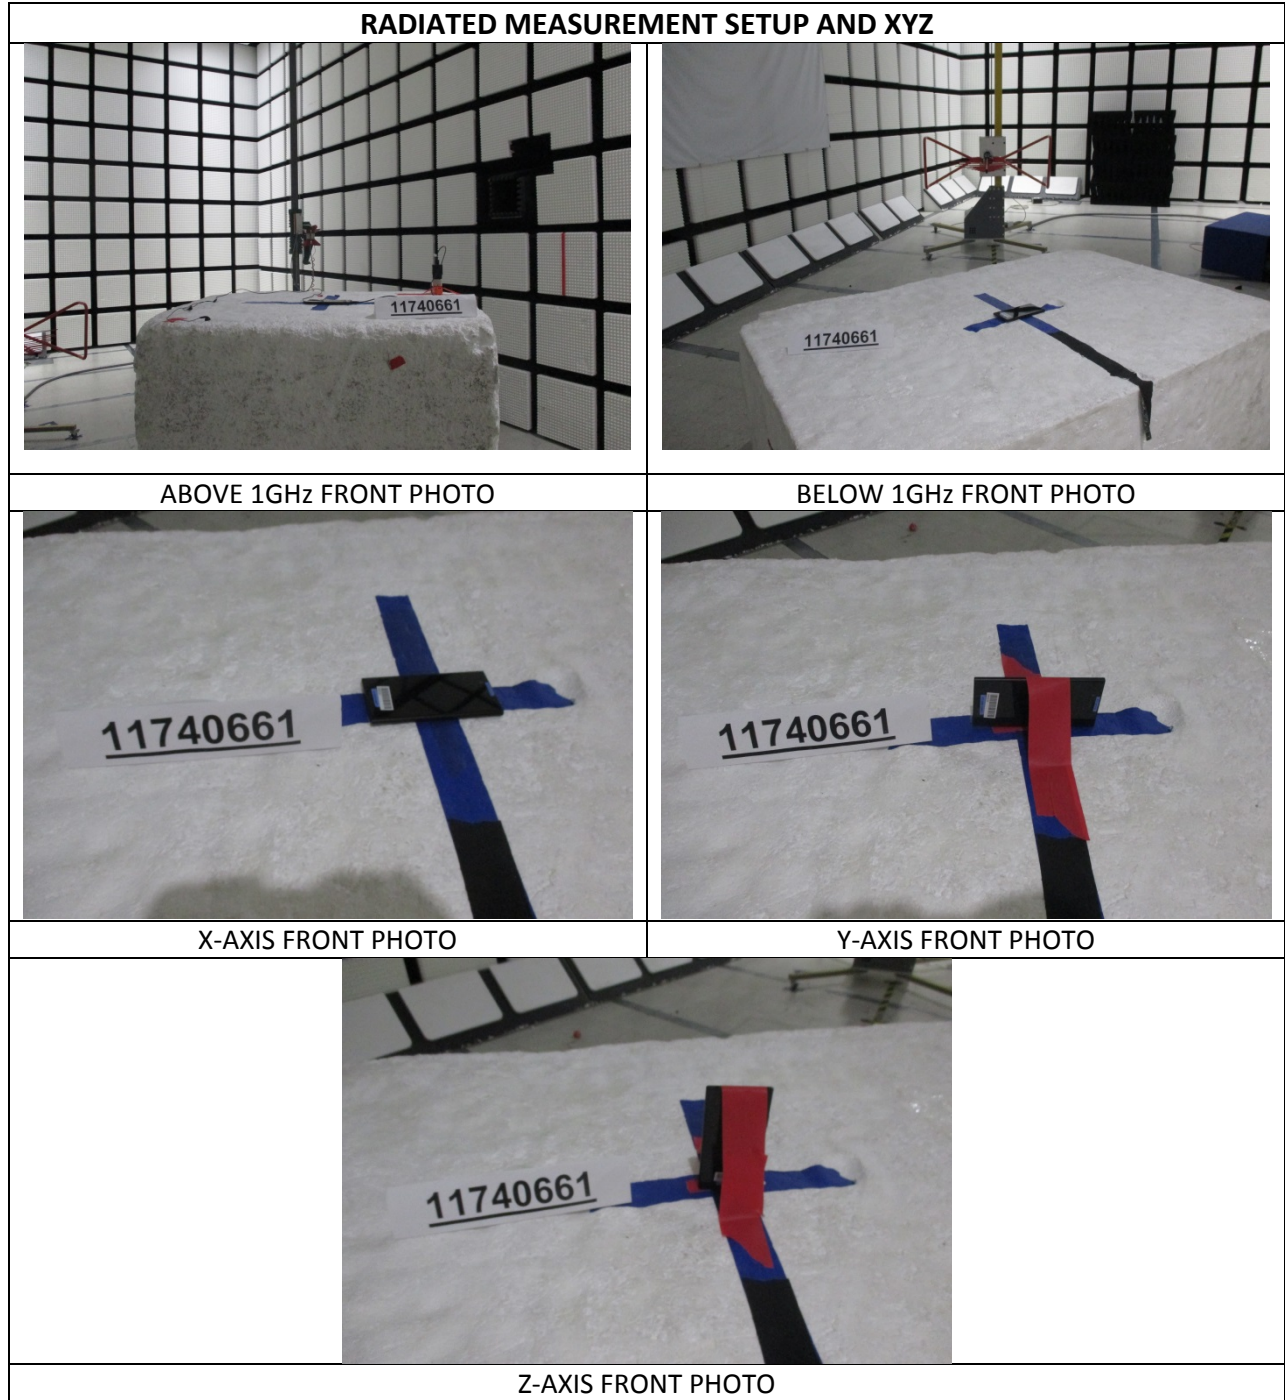 RADIATED MEASUREMENT SETUP AND XYZ
11740661
11740661
ABOVE 1GHz FRONT PHOTO
BELOW 1GHz FRONT PHOTO
11740661
11740661
X-AXIS FRONT PHOTO
Y-AXIS FRONT PHOTO
11740661
Z-AXIS FRONT PHOTO